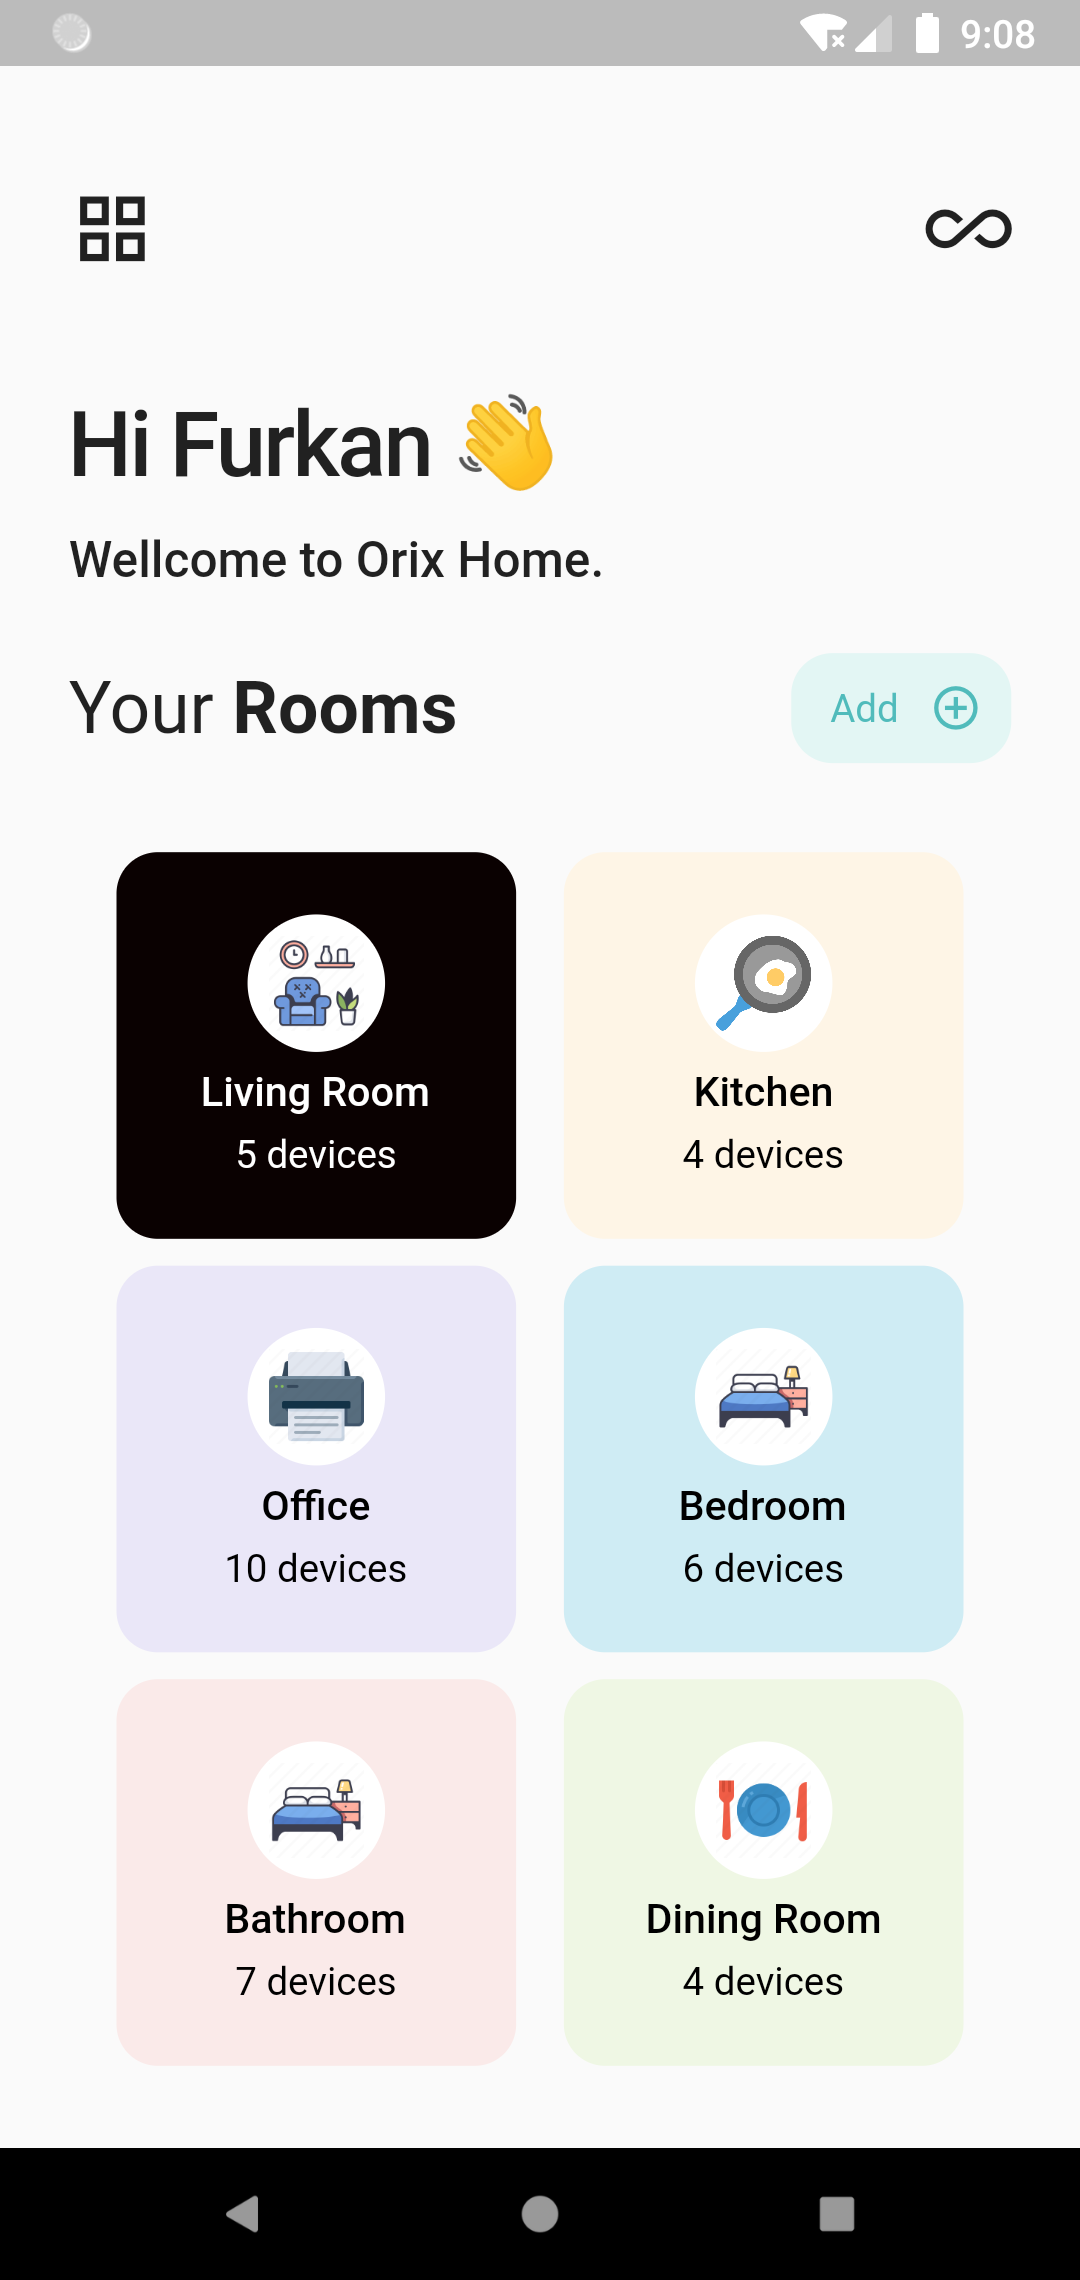 9:08
Hi Furkan 👋
Wellcome to Orix Home.
Your Rooms
Add
Living Room
5 devices
Kitchen
4 devices
Office
10 devices
Bedroom
6 devices
Bathroom
7 devices
Dining Room
4 devices